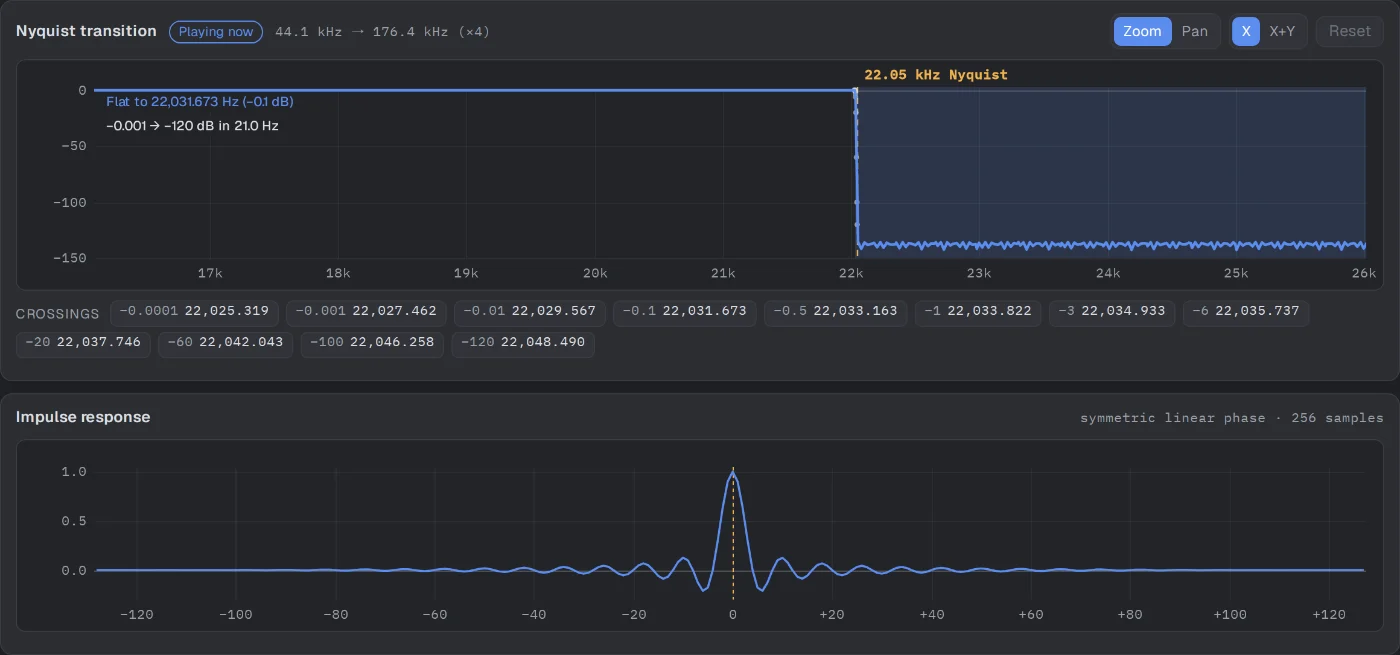 Nyquist transition Playing now 44.1 kHz → 176.4 kHz (×4) Zoom Pan X X+Y Reset
22.05 kHz Nyquist
0
Flat to 22,031.673 Hz (−0.1 dB)
−0.001 → −120 dB in 21.0 Hz
−50
−100
−150
17k 18k 19k 20k 21k 22k 23k 24k 25k 26k
CROSSINGS −0.0001 22,025.319 −0.001 22,027.462 −0.01 22,029.567 −0.1 22,031.673 −0.5 22,033.163 −1 22,033.822 −3 22,034.933 −6 22,035.737
−20 22,037.746 −60 22,042.043 −100 22,046.258 −120 22,048.490
Impulse response symmetric linear phase · 256 samples
1.0
0.5
0.0
−120 −100 −80 −60 −40 −20 0 +20 +40 +60 +80 +100 +120